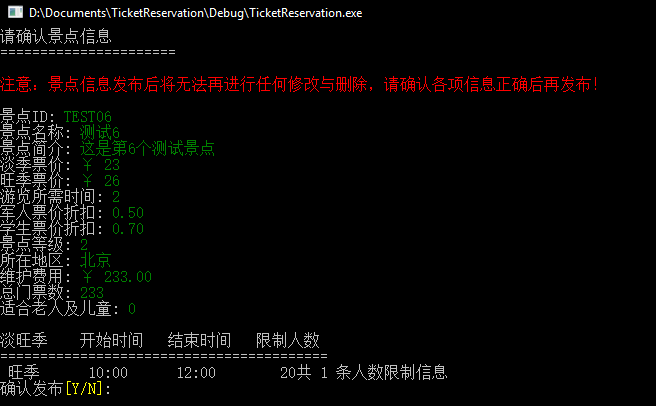 D:\Documents\TicketReservation\Debug\TicketReservation.exe
请确认景点信息
======================
注意：景点信息发布后将无法再进行任何修改与删除，请确认各项信息正确后再发布！
景点ID: TEST06
景点名称: 测试6
景点简介: 这是第6个测试景点
淡季票价: ￥ 23
旺季票价: ￥ 26
游览所需时间: 2
军人票价折扣: 0.50
学生票价折扣: 0.70
景点等级: 2
所在地区: 北京
维护费用: ￥ 233.00
总门票数: 233
适合老人及儿童: 0
淡旺季 开始时间 结束时间 限制人数
=========================================
旺季 10:00 12:00 20共 1 条人数限制信息
确认发布[Y/N]: